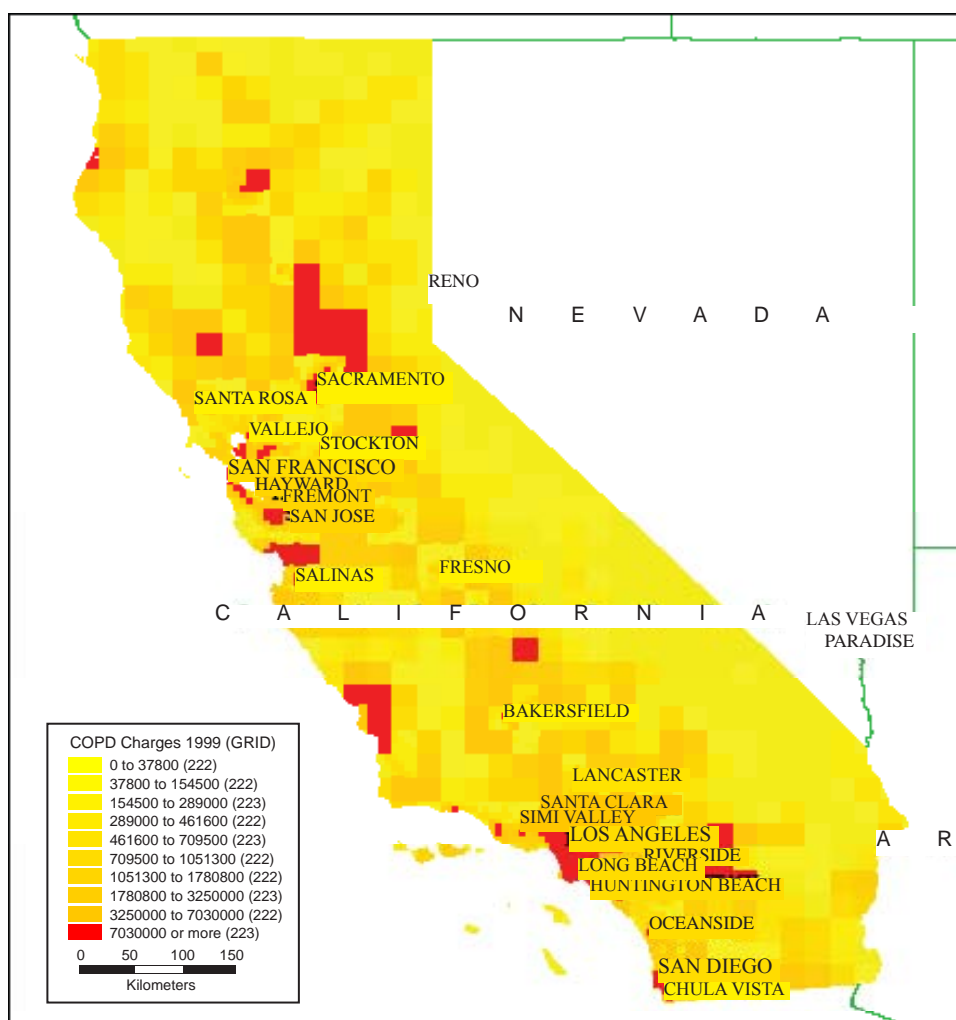 RENO
N E V A D A
SACRAMENTO
SANTA ROSA
VALLEJO
STOCKTON
SAN FRANCISCO
HAYWARD
FREMONT
SAN JOSE
FRESNO
SALINAS
C A L I F O R N I A
LAS VEGAS
PARADISE
BAKERSFIELD
LANCASTER
SANTA CLARA
SIMI VALLEY
LOS ANGELES
A R
RIVERSIDE
LONG BEACH
HUNTINGTON BEACH
OCEANSIDE
SAN DIEGO
CHULA VISTA
COPD Charges 1999 (GRID)
0 to 37800 (222)
37800 to 154500 (222)
154500 to 289000 (223)
289000 to 461600 (222)
461600 to 709500 (223)
709500 to 1051300 (222)
1051300 to 1780800 (222)
1780800 to 3250000 (223)
3250000 to 7030000 (222)
7030000 or more (223)
0 50 100 150
Kilometers